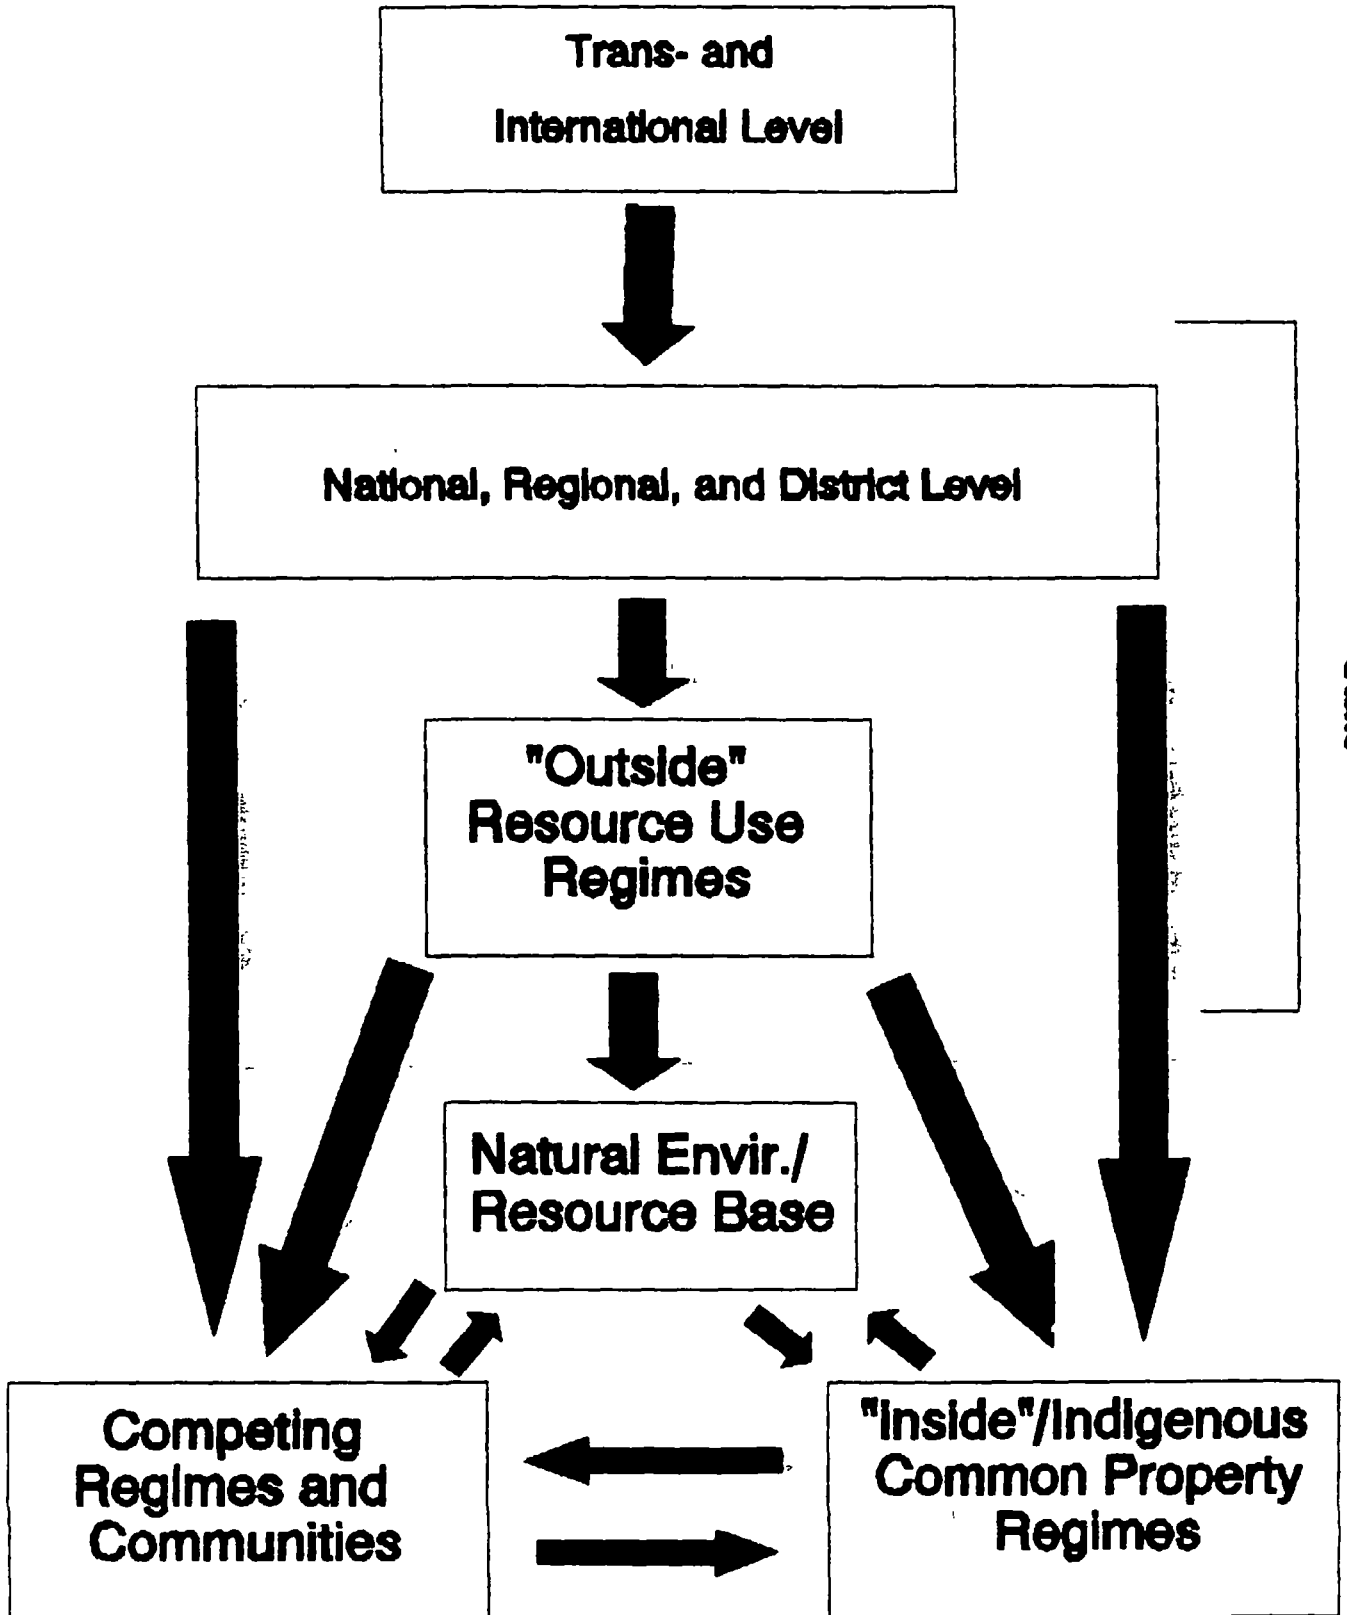 Trans- and
International Level
National, Regional, and District Level
"Outside"
Resource Use
Regimes
Natural Envir./
Resource Base
Competing
Regimes and
Communities
"Inside"/Indigenous
Common Property
Regimes